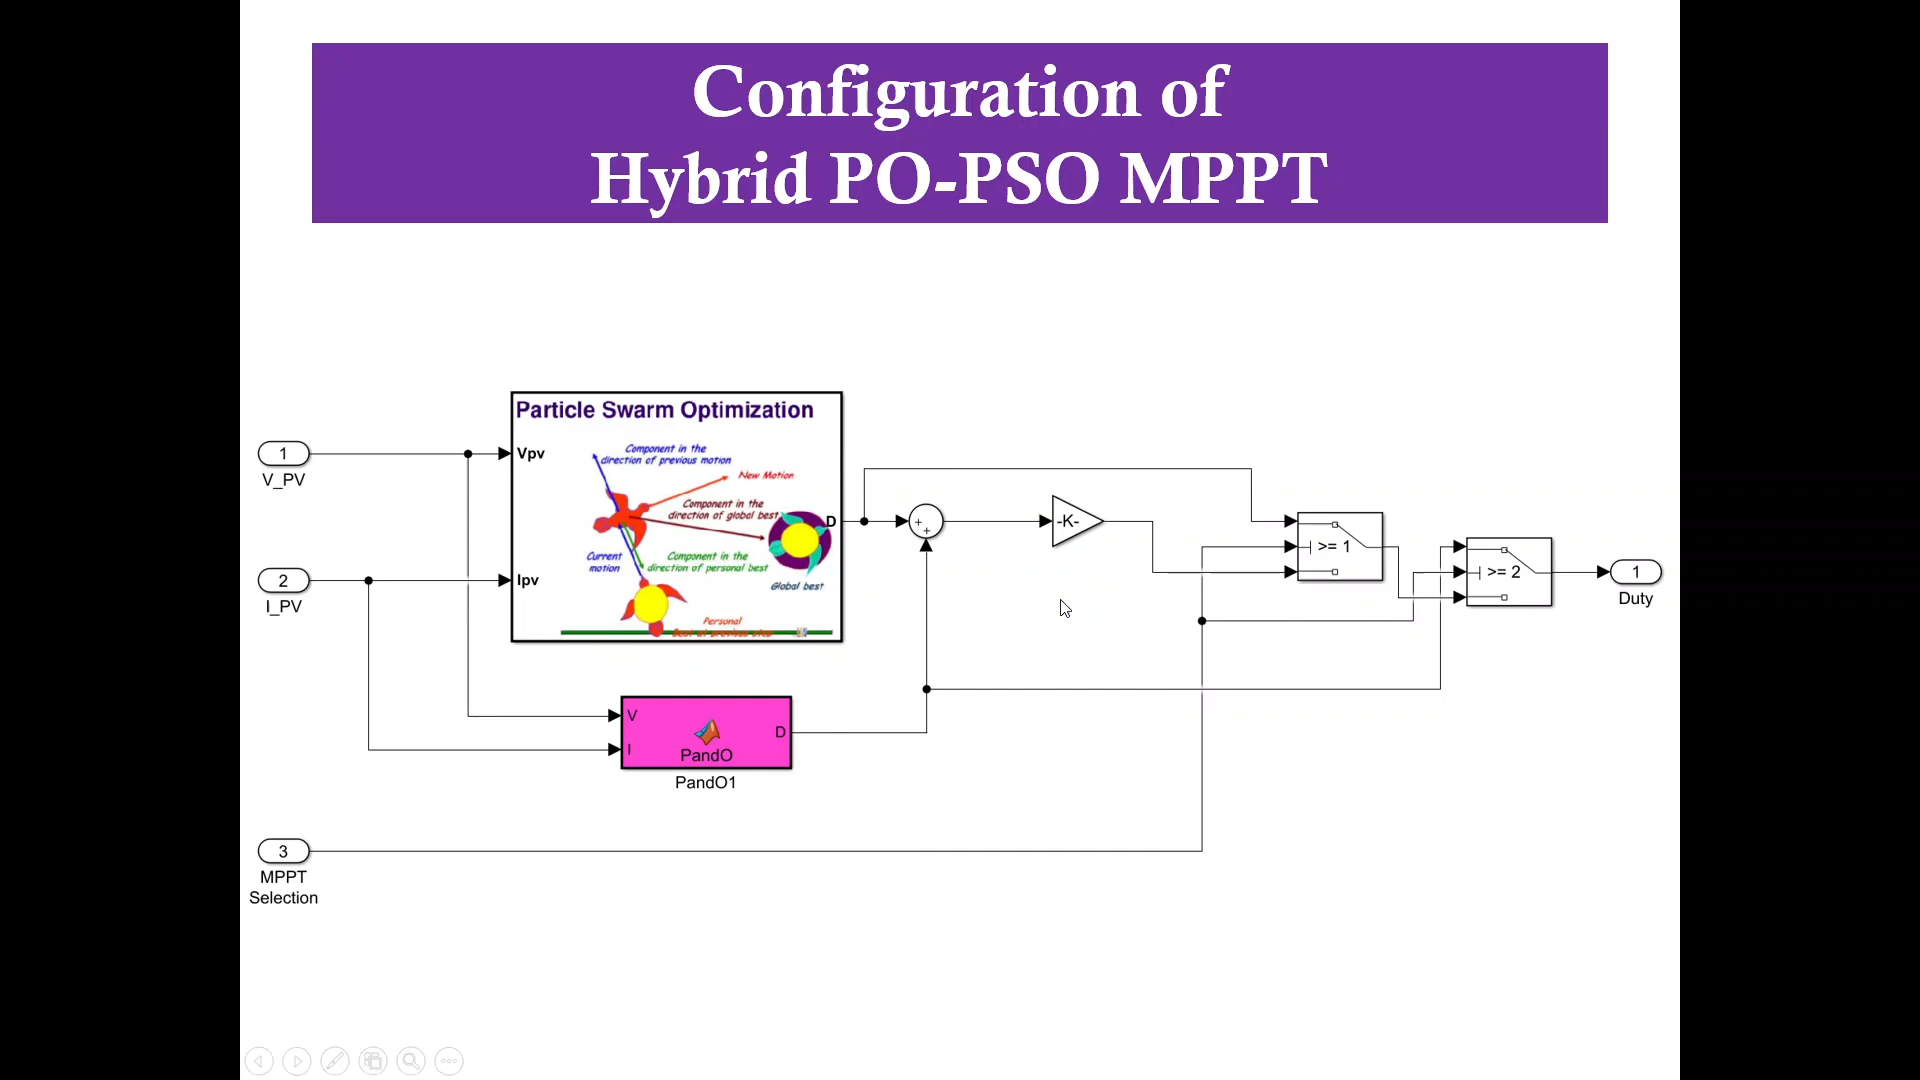 Configuration of
Hybrid PO-PSO MPPT
Particle Swarm Optimization
1
V_PV
Vpv
Component in the
direction of previous motion
New Motion
Component in the
direction of global best
D
Current
motion
Component in the
direction of personal best
Global best
2
I_PV
Ipv
Personal
Best at previous step
+
+
-K-
>= 1
>= 2
1
Duty
V
I
D
PandO
PandO1
3
MPPT
Selection